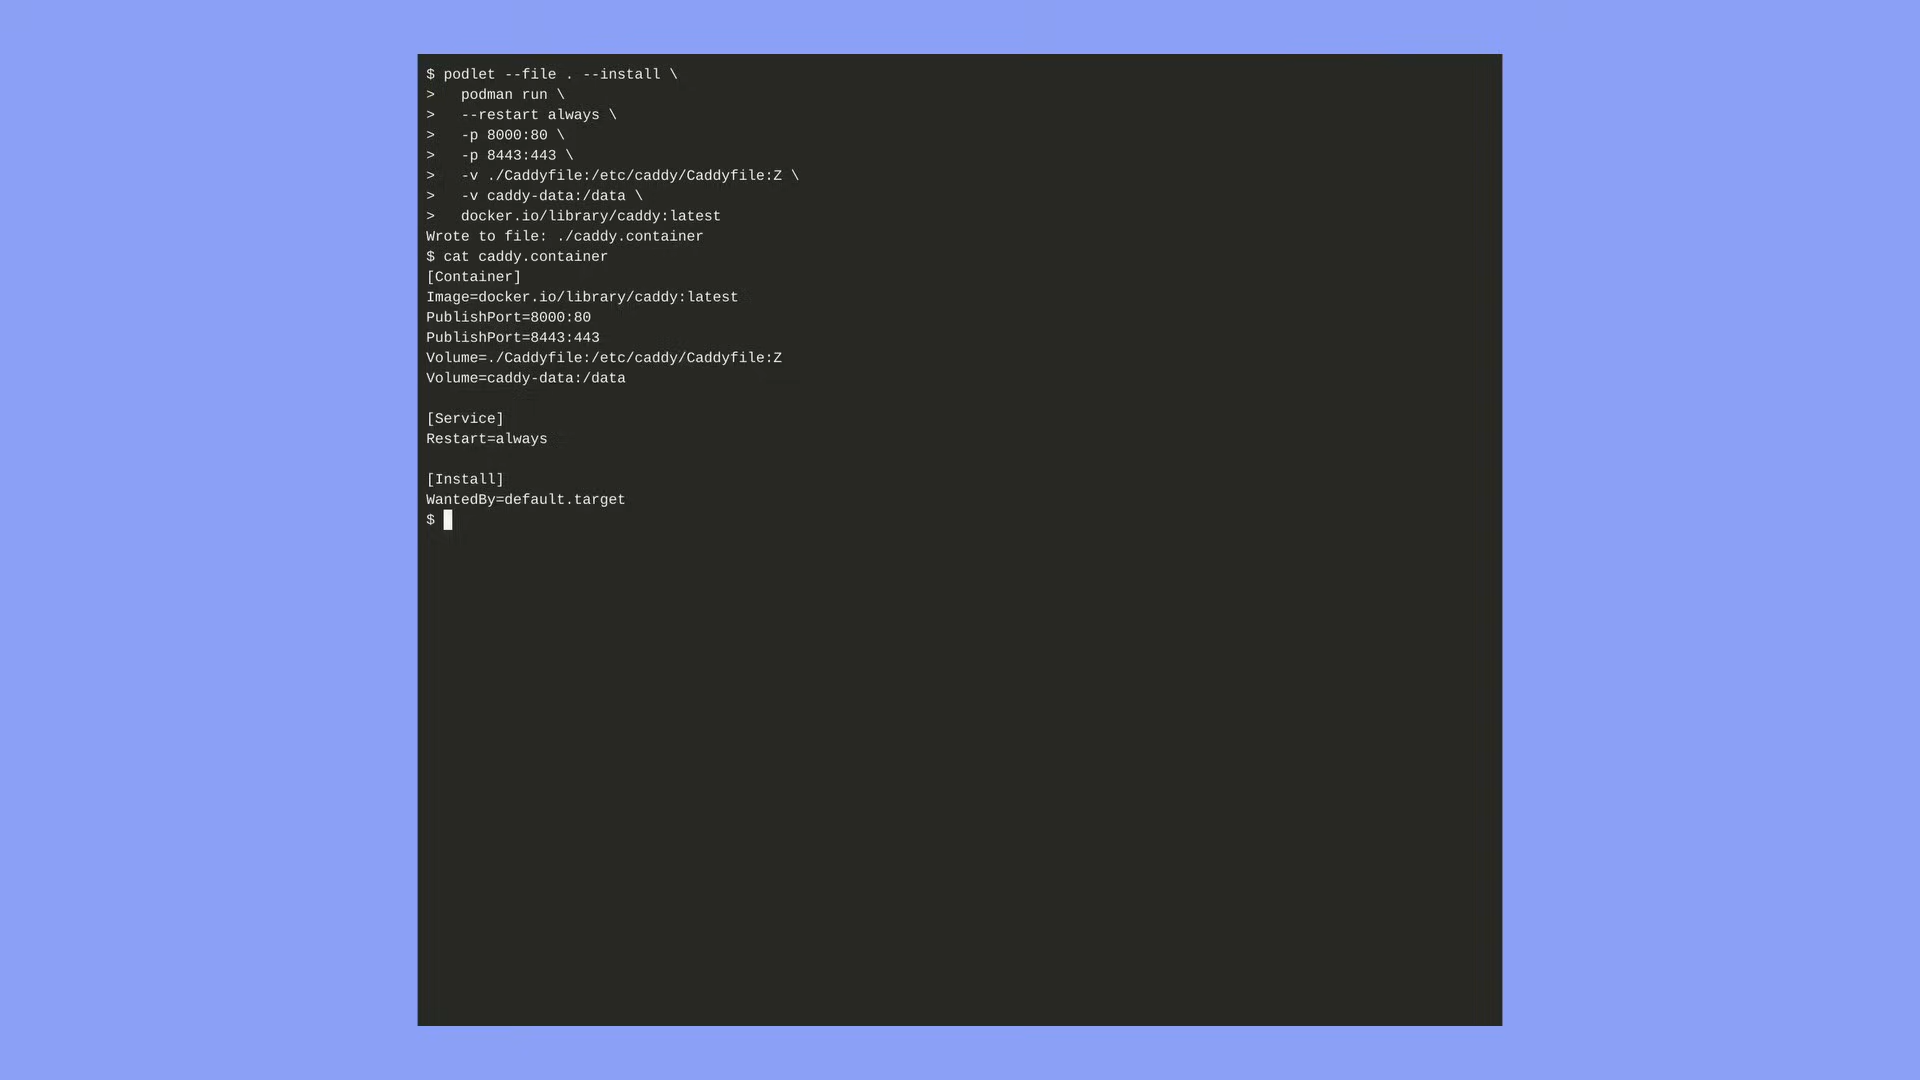 $ podlet --file . --install \
>   podman run \
>   --restart always \
>   -p 8000:80 \
>   -p 8443:443 \
>   -v ./Caddyfile:/etc/caddy/Caddyfile:Z \
>   -v caddy-data:/data \
>   docker.io/library/caddy:latest
Wrote to file: ./caddy.container
$ cat caddy.container
[Container]
Image=docker.io/library/caddy:latest
PublishPort=8000:80
PublishPort=8443:443
Volume=./Caddyfile:/etc/caddy/Caddyfile:Z
Volume=caddy-data:/data

[Service]
Restart=always

[Install]
WantedBy=default.target
$